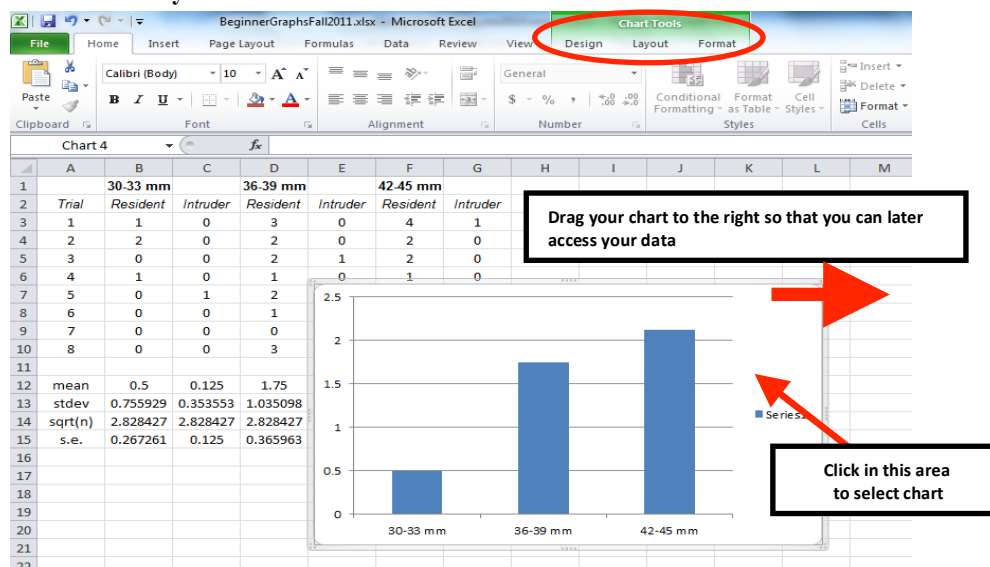 BeginnerGraphsFall2011.xlsx - Microsoft Excel
Chart Tools
File Home Insert Page Layout Formulas Data Review View Design Layout Format
Paste
Calibri (Body) 10 A A
B I U A
General
$ % , .0 .00 .00 .0
Conditional Formatting
Format as Table
Cell Styles
Insert
Delete
Format
Clipboard Font Alignment Number Styles Cells
Chart 4 fx
A B C D E F G H I J K L M
1 30-33 mm 36-39 mm 42-45 mm
2 Trial Resident Intruder Resident Intruder Resident Intruder
3 1 1 0 3 0 4 1
4 2 2 0 2 0 2 0
5 3 0 0 2 1 2 0
6 4 1 0 1 0 1 0
7 5 0 1 2
8 6 0 0 1
9 7 0 0 0
10 8 0 0 3
11
12 mean 0.5 0.125 1.75
13 stdev 0.755929 0.353553 1.035098
14 sqrt(n) 2.828427 2.828427 2.828427
15 s.e. 0.267261 0.125 0.365963
16
17
18
19
20
21
22
Drag your chart to the right so that you can later
access your data
2.5
2
1.5
1
0.5
0
30-33 mm 36-39 mm 42-45 mm
Click in this area
to select chart